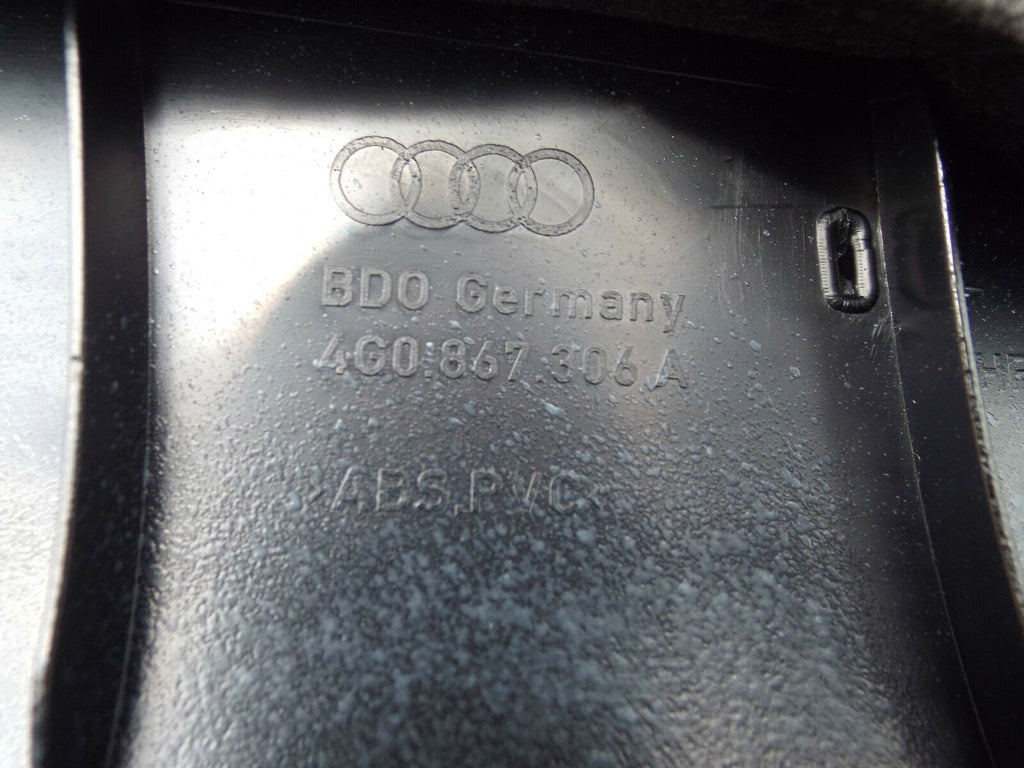 BDO Germany
4G0.867.306 A
>ABS,PVC<